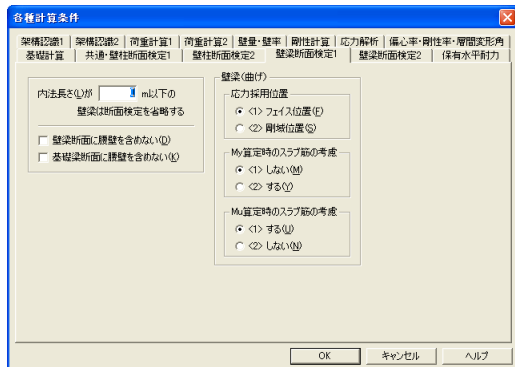 各種計算条件
架構認識1 架構認識2 荷重計算1 荷重計算2 壁量・壁率 剛性計算 応力解析 偏心率・剛性率・層間変形角
基礎計算 共通・壁柱断面検定1 壁柱断面検定2 壁梁断面検定1 壁梁断面検定2 保有水平耐力
内法長さ(L)が m以下の
壁梁は断面検定を省略する
壁梁断面に腰壁を含めない(D)
基礎梁断面に腰壁を含めない(K)
壁梁(曲げ)
応力採用位置
<1> フェイス位置(F)
<2> 剛域位置(S)
My算定時のスラブ筋の考慮
<1> しない(M)
<2> する(Y)
Mu算定時のスラブ筋の考慮
<1> する(U)
<2> しない(N)
OK キャンセル ヘルプ